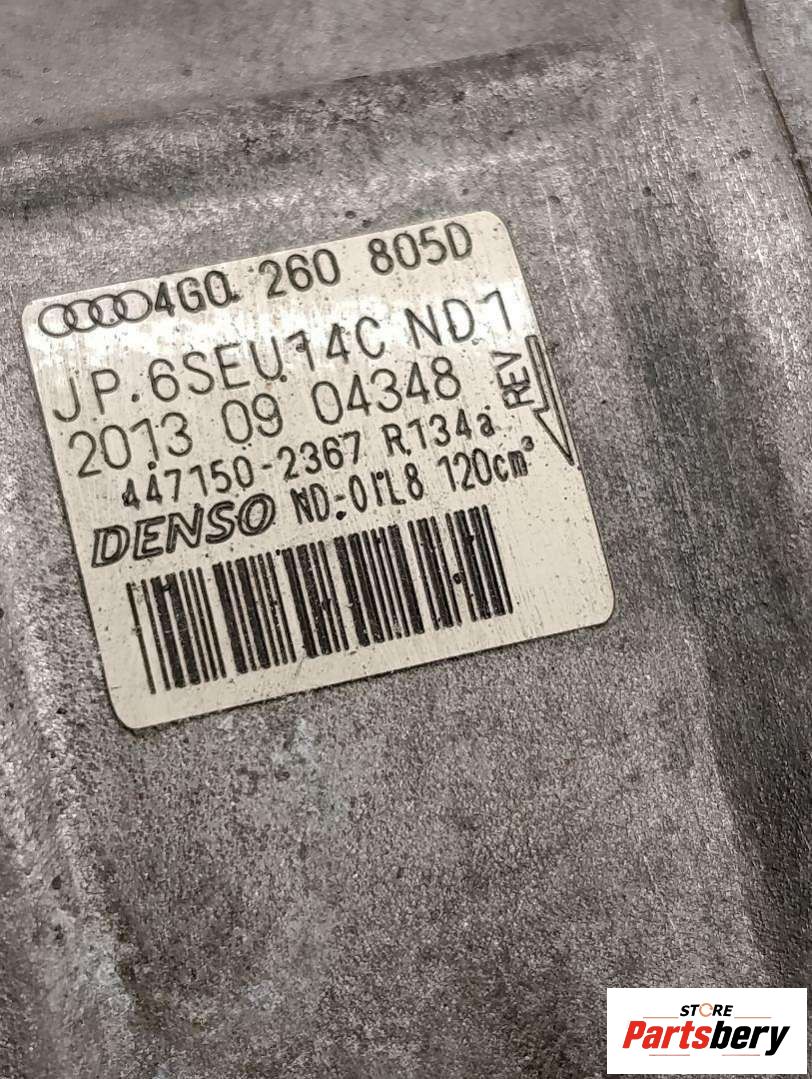 4G0 260 805D
JP.6SEU14C ND1
2013 09 04348
447150-2367 R134a
REV
DENSO ND-OIL8 120cm³
STORE
Partsbery